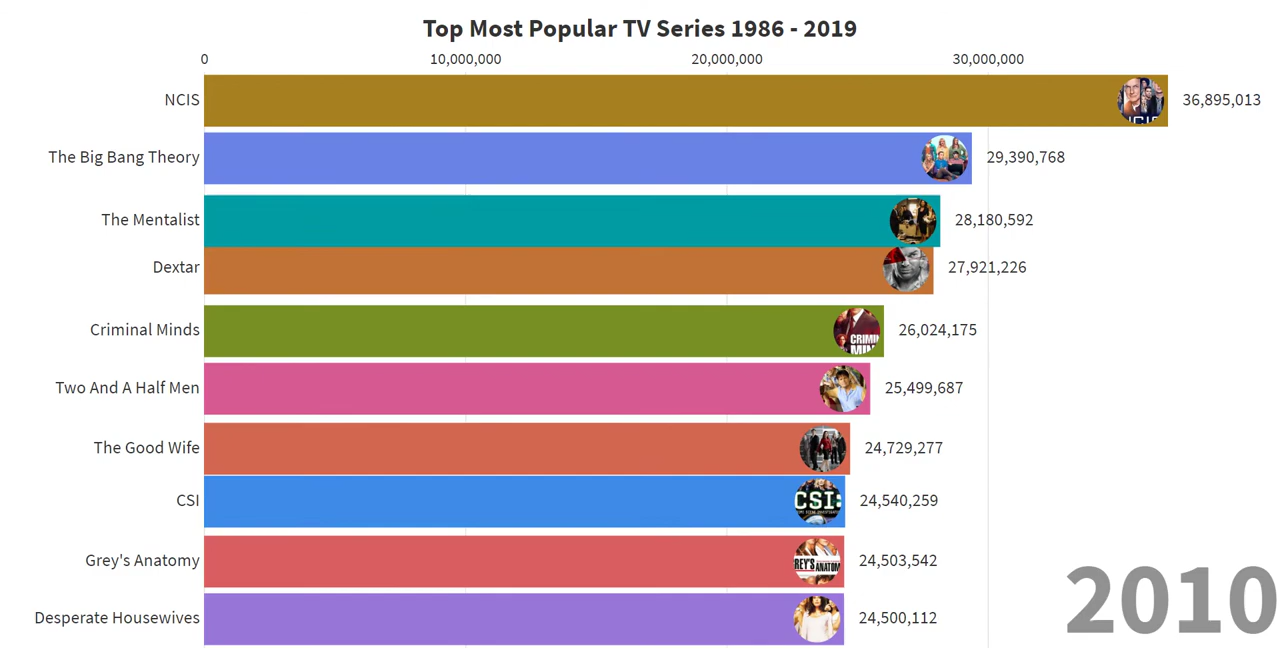 Top Most Popular TV Series 1986 - 2019
0 10,000,000 20,000,000 30,000,000
NCIS 36,895,013
The Big Bang Theory 29,390,768
The Mentalist 28,180,592
Dextar 27,921,226
Criminal Minds 26,024,175
Two And A Half Men 25,499,687
The Good Wife 24,729,277
CSI CSI: 24,540,259
Grey's Anatomy REY'S ANATOM 24,503,542
Desperate Housewives 24,500,112
2010